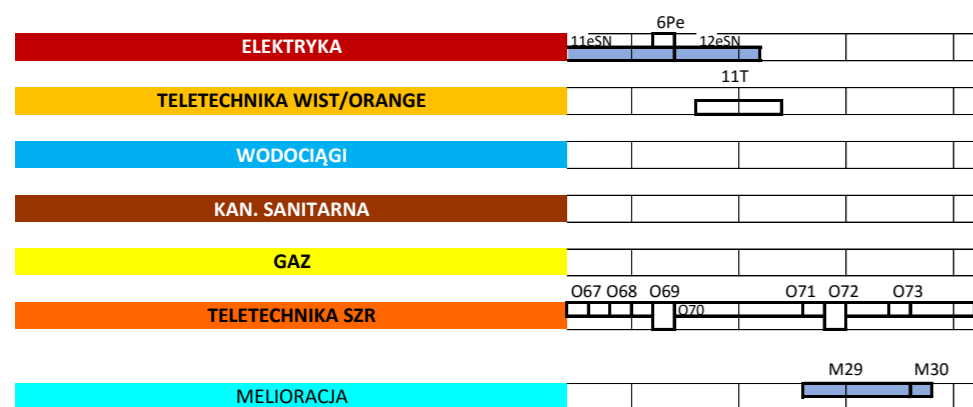 6Pe
ELEKTRYKA 11eSN 12eSN
11T
TELETECHNIKA WIST/ORANGE
WODOCIĄGI
KAN. SANITARNA
GAZ
O67 O68 O69 O71 O72 O73
TELETECHNIKA SZR O70
M29 M30
MELIORACJA